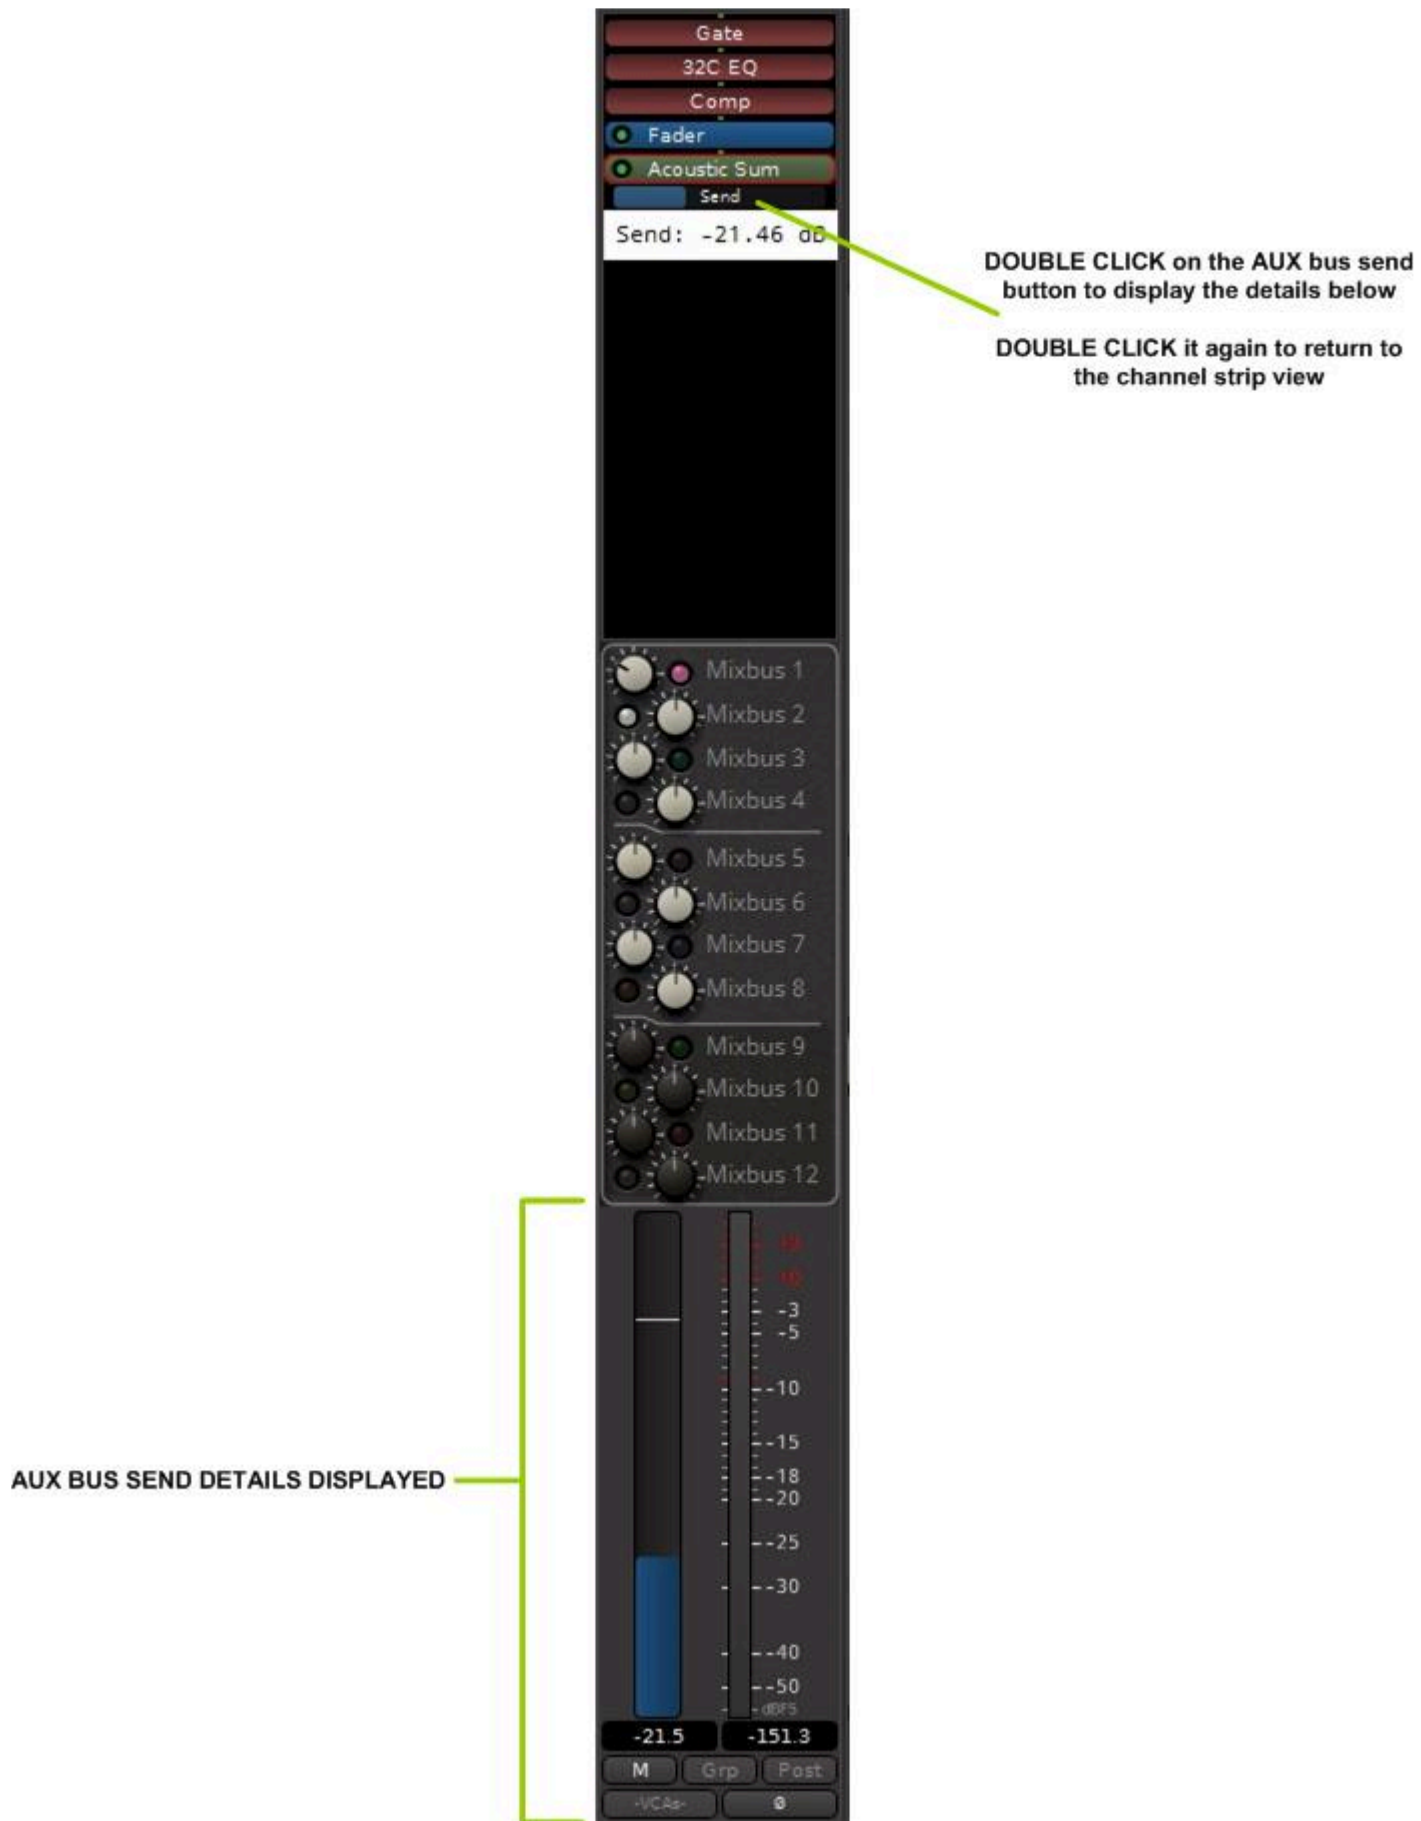 Gate
32C EQ
Comp
Fader
Acoustic Sum
Send
Send: -21.46 dB
DOUBLE CLICK on the AUX bus send
button to display the details below
DOUBLE CLICK it again to return to
the channel strip view
Mixbus 1
Mixbus 2
Mixbus 3
Mixbus 4
Mixbus 5
Mixbus 6
Mixbus 7
Mixbus 8
Mixbus 9
Mixbus 10
Mixbus 11
Mixbus 12
-3
-5
-10
-15
-18
-20
-25
-30
-40
-50
dBFS
AUX BUS SEND DETAILS DISPLAYED
-21.5 -151.3
M Grp Post
-VCAs- 0